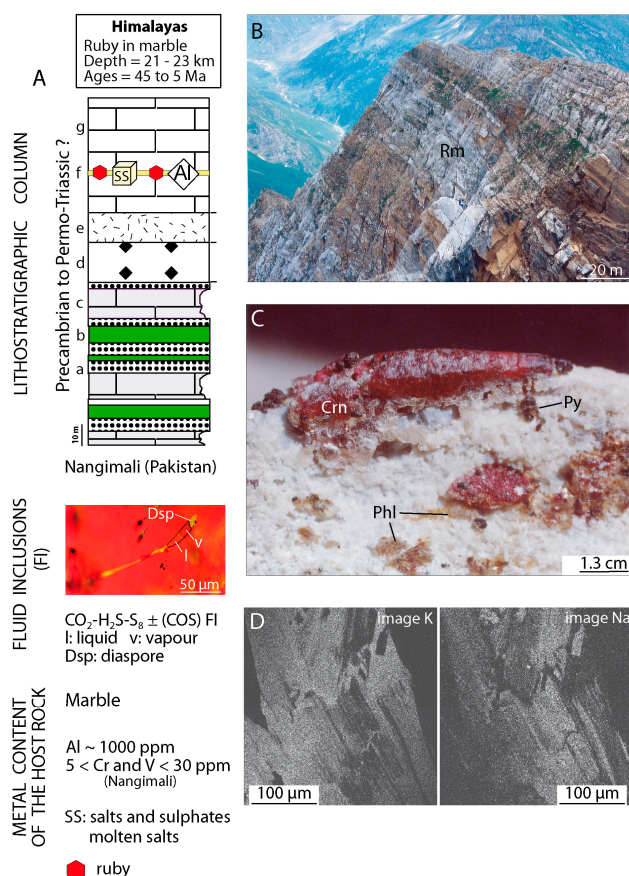 Himalayas
Ruby in marble
Depth = 21 - 23 km
Ages = 45 to 5 Ma
A
LITHOSTRATIGRAPHIC COLUMN
Precambrian to Permo-Triassic ?
g
f
SS
Al
e
d
c
b
a
10 m
Nangimali (Pakistan)
FLUID INCLUSIONS
(FI)
Dsp
v
l
50 µm
CO₂-H₂S-S₈ ± (COS) FI
l: liquid v: vapour
Dsp: diaspore
METAL CONTENT
OF THE HOST ROCK
Marble
Al ~ 1000 ppm
5 < Cr and V < 30 ppm
(Nangimali)
SS: salts and sulphates
molten salts
ruby
B
Rm
20 m
C
Crn
Py
Phl
1.3 cm
D
image K
100 µm
image Na
100 µm